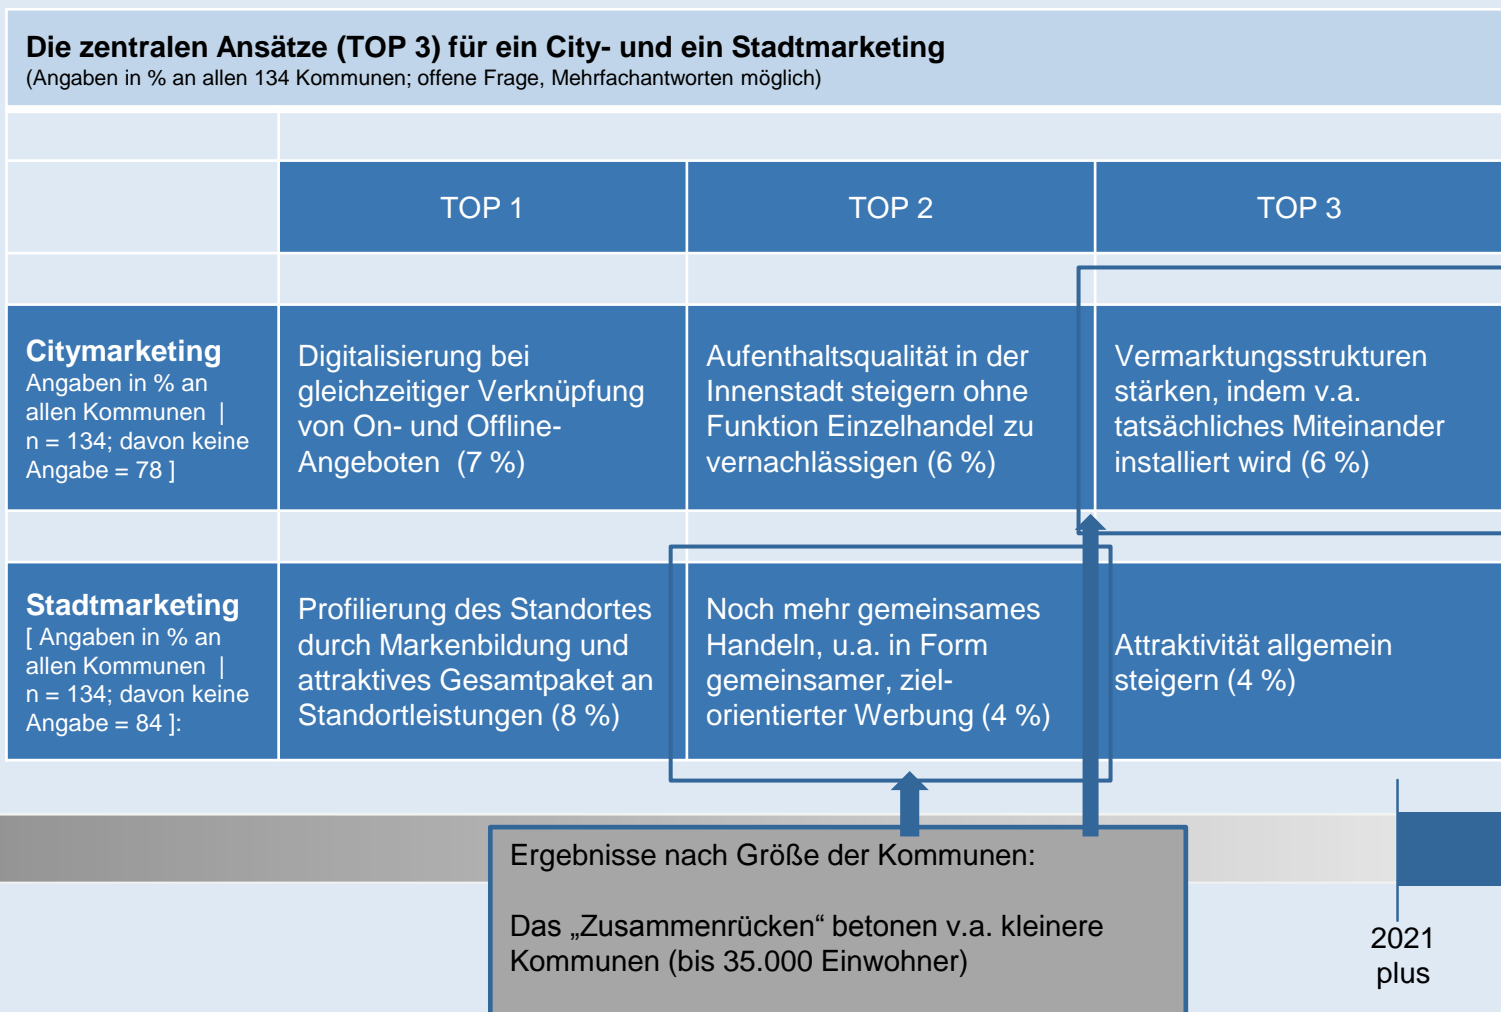 Die zentralen Ansätze (TOP 3) für ein City- und ein Stadtmarketing
(Angaben in % an allen 134 Kommunen; offene Frage, Mehrfachantworten möglich)
TOP 1
TOP 2
TOP 3
Citymarketing
Angaben in % an
allen Kommunen |
n = 134; davon keine
Angabe = 78 ]
Digitalisierung bei
gleichzeitiger Verknüpfung
von On- und Offline-
Angeboten (7 %)
Aufenthaltsqualität in der
Innenstadt steigern ohne
Funktion Einzelhandel zu
vernachlässigen (6 %)
Vermarktungsstrukturen
stärken, indem v.a.
tatsächliches Miteinander
installiert wird (6 %)
Stadtmarketing
[ Angaben in % an
allen Kommunen |
n = 134; davon keine
Angabe = 84 ]:
Profilierung des Standortes
durch Markenbildung und
attraktives Gesamtpaket an
Standortleistungen (8 %)
Noch mehr gemeinsames
Handeln, u.a. in Form
gemeinsamer, ziel-
orientierter Werbung (4 %)
Attraktivität allgemein
steigern (4 %)
Ergebnisse nach Größe der Kommunen:
Das „Zusammenrücken“ betonen v.a. kleinere
Kommunen (bis 35.000 Einwohner)
2021
plus